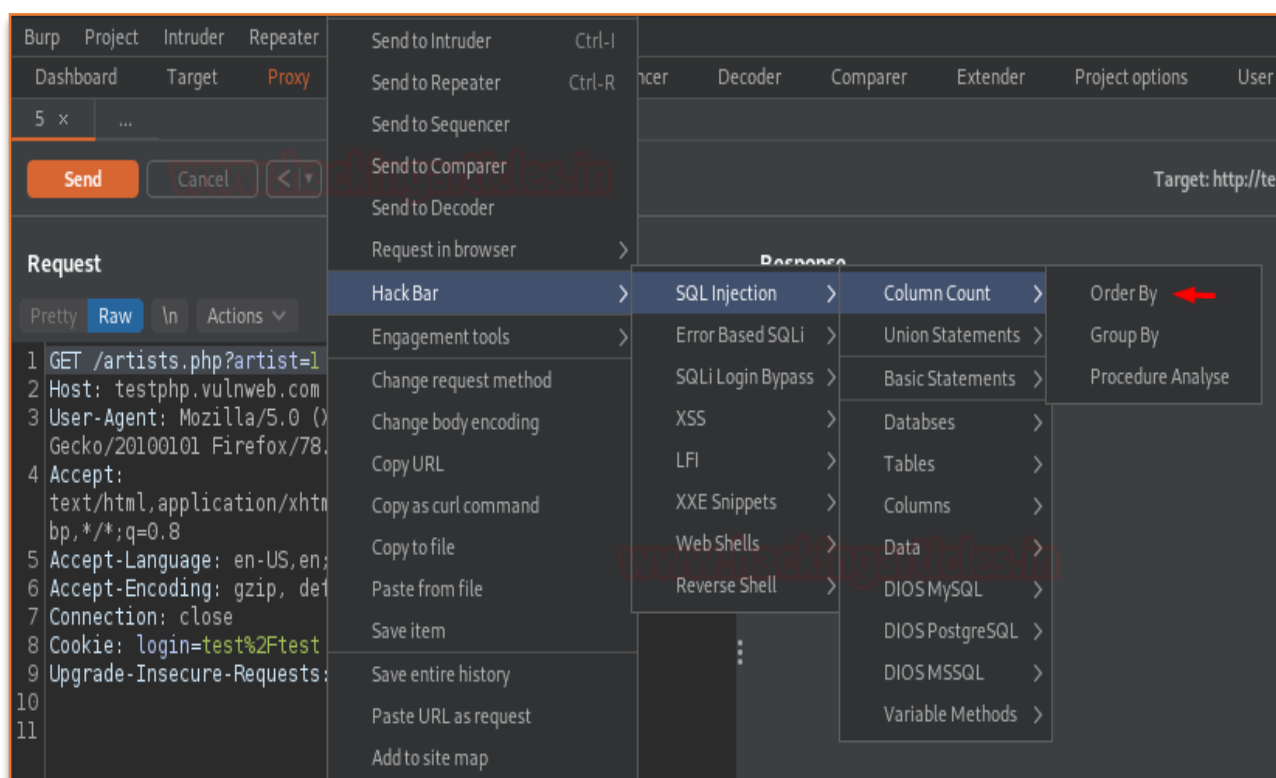 Burp Project Intruder Repeater
Dashboard Target Proxy ncer Decoder Comparer Extender Project options User
5 × ...
Send Cancel < ▾ Target: http://te
Request
Response
Pretty Raw \n Actions
1 GET /artists.php?artist=1
2 Host: testphp.vulnweb.com
3 User-Agent: Mozilla/5.0 (X
Gecko/20100101 Firefox/78.
4 Accept:
text/html,application/xhtm
bp,*/*;q=0.8
5 Accept-Language: en-US,en;
6 Accept-Encoding: gzip, def
7 Connection: close
8 Cookie: login=test%2Ftest
9 Upgrade-Insecure-Requests:
10
11
Send to Intruder Ctrl-I
Send to Repeater Ctrl-R
Send to Sequencer
Send to Comparer
Send to Decoder
Request in browser >
Hack Bar >
Engagement tools >
Change request method
Change body encoding
Copy URL
Copy as curl command
Copy to file
Paste from file
Save item
Save entire history
Paste URL as request
Add to site map
SQL Injection >
Error Based SQLi >
SQLi Login Bypass >
XSS >
LFI >
XXE Snippets >
Web Shells >
Reverse Shell >
Column Count >
Union Statements >
Basic Statements >
Databses >
Tables >
Columns >
Data >
DIOS MySQL >
DIOS PostgreSQL >
DIOS MSSQL >
Variable Methods >
Order By
Group By
Procedure Analyse
www.hackingarticles.in
www.hackingarticles.in